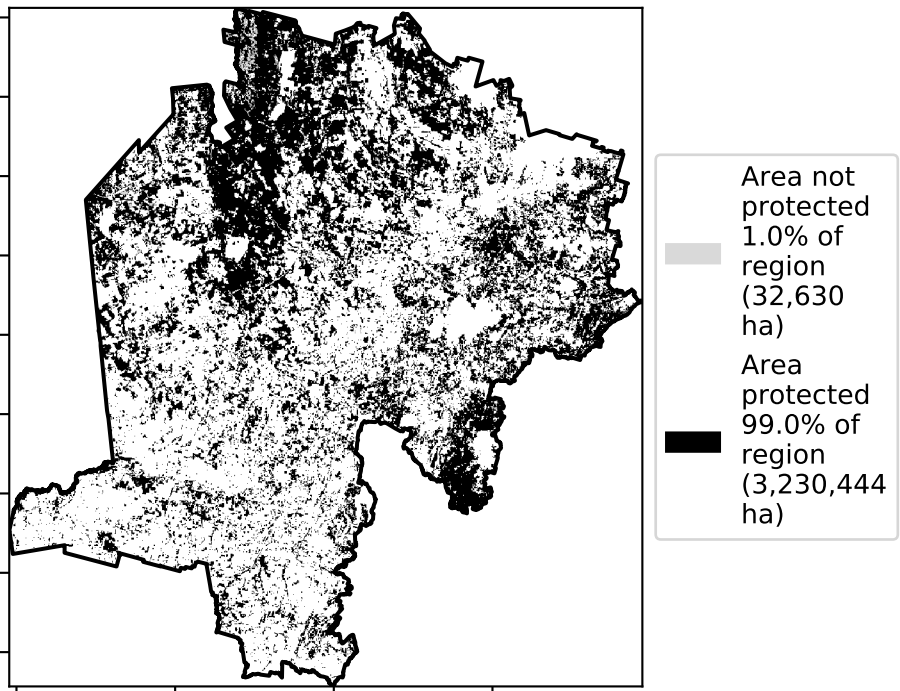 Area not
protected
1.0% of
region
(32,630
ha)
Area
protected
99.0% of
region
(3,230,444
ha)